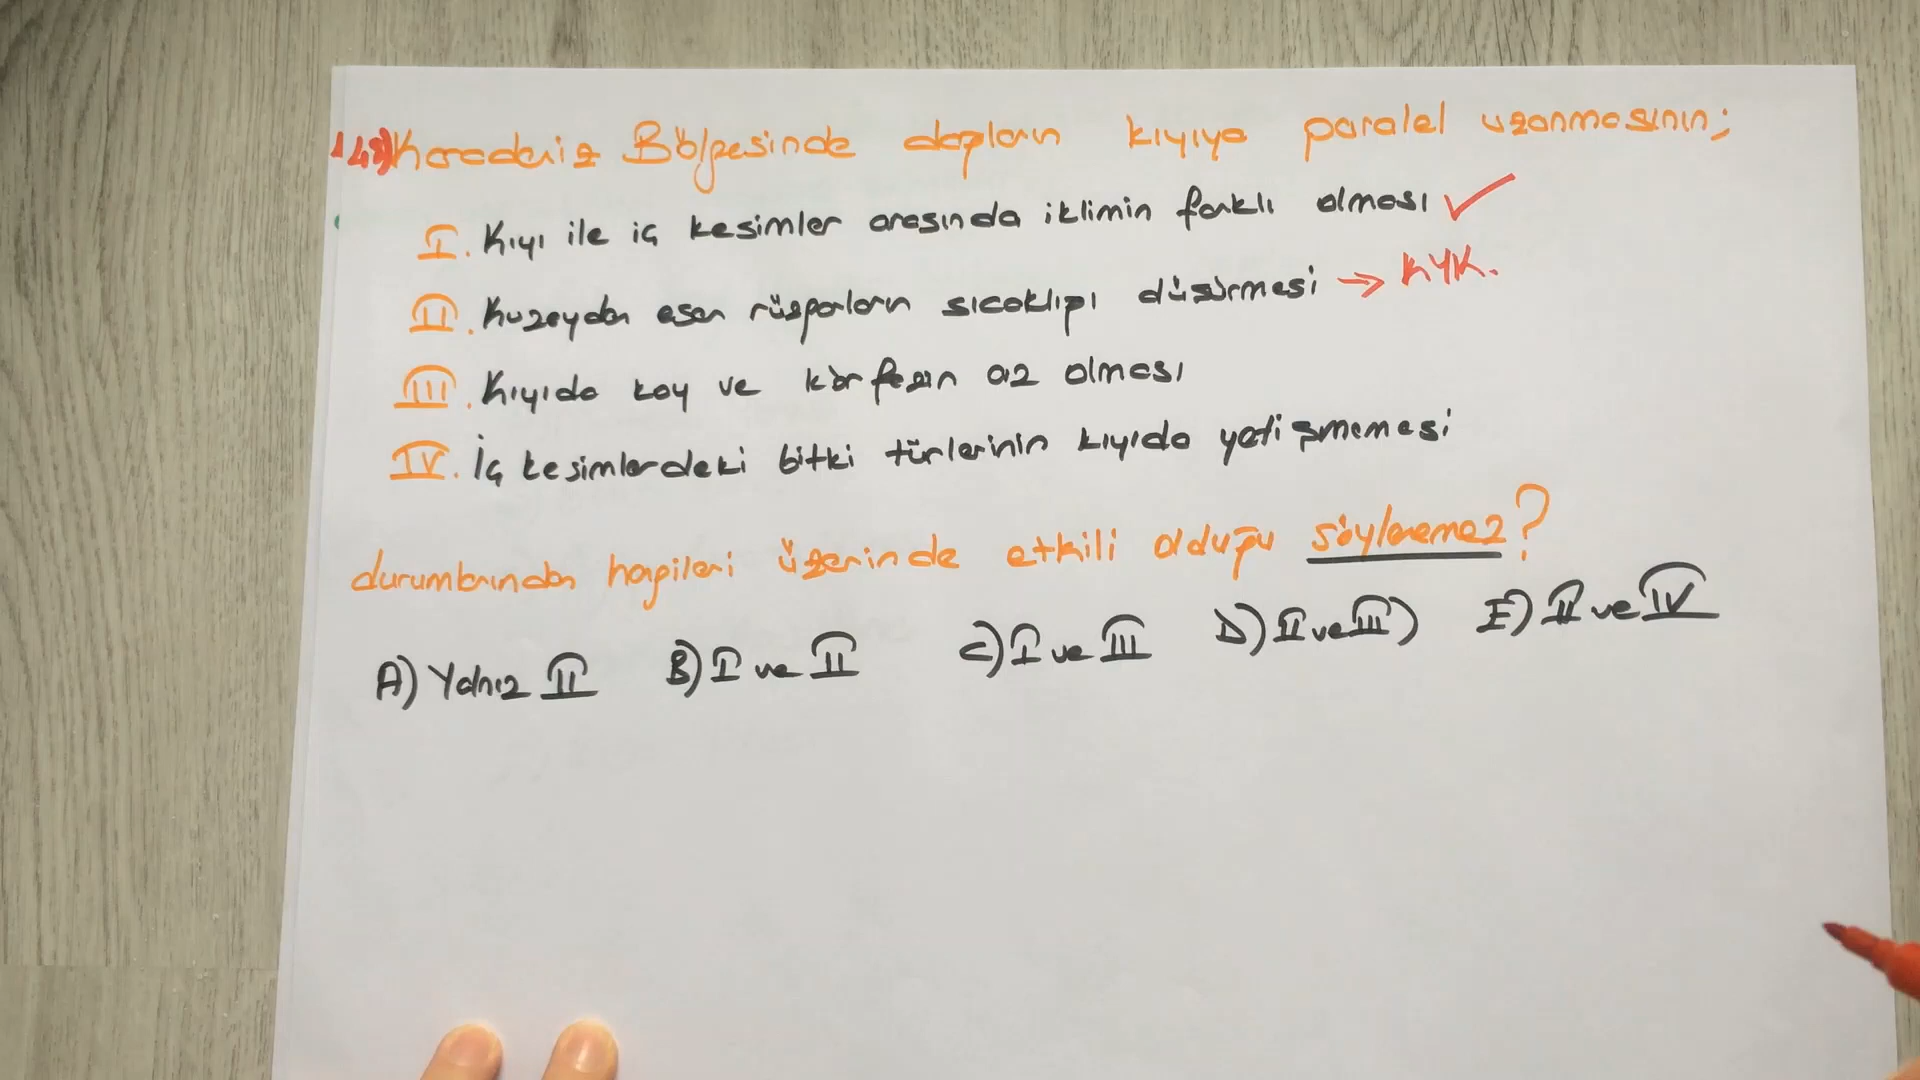 148) Karadeniz Bölgesinde dağların kıyıya paralel uzanmasının;
I. Kıyı ile iç kesimler arasında iklimin farklı olması ✓
II. Kuzeyden esen rüzgarların sıcaklığı düşürmesi → KYK.
III. Kıyıda koy ve körfezin az olması
IV. İç kesimlerdeki bitki türlerinin kıyıda yetişmemesi
durumlarından hangileri üzerinde etkili olduğu söylenemez?
A) Yalnız II B) I ve II C) I ve III D) II ve III) E) II ve IV